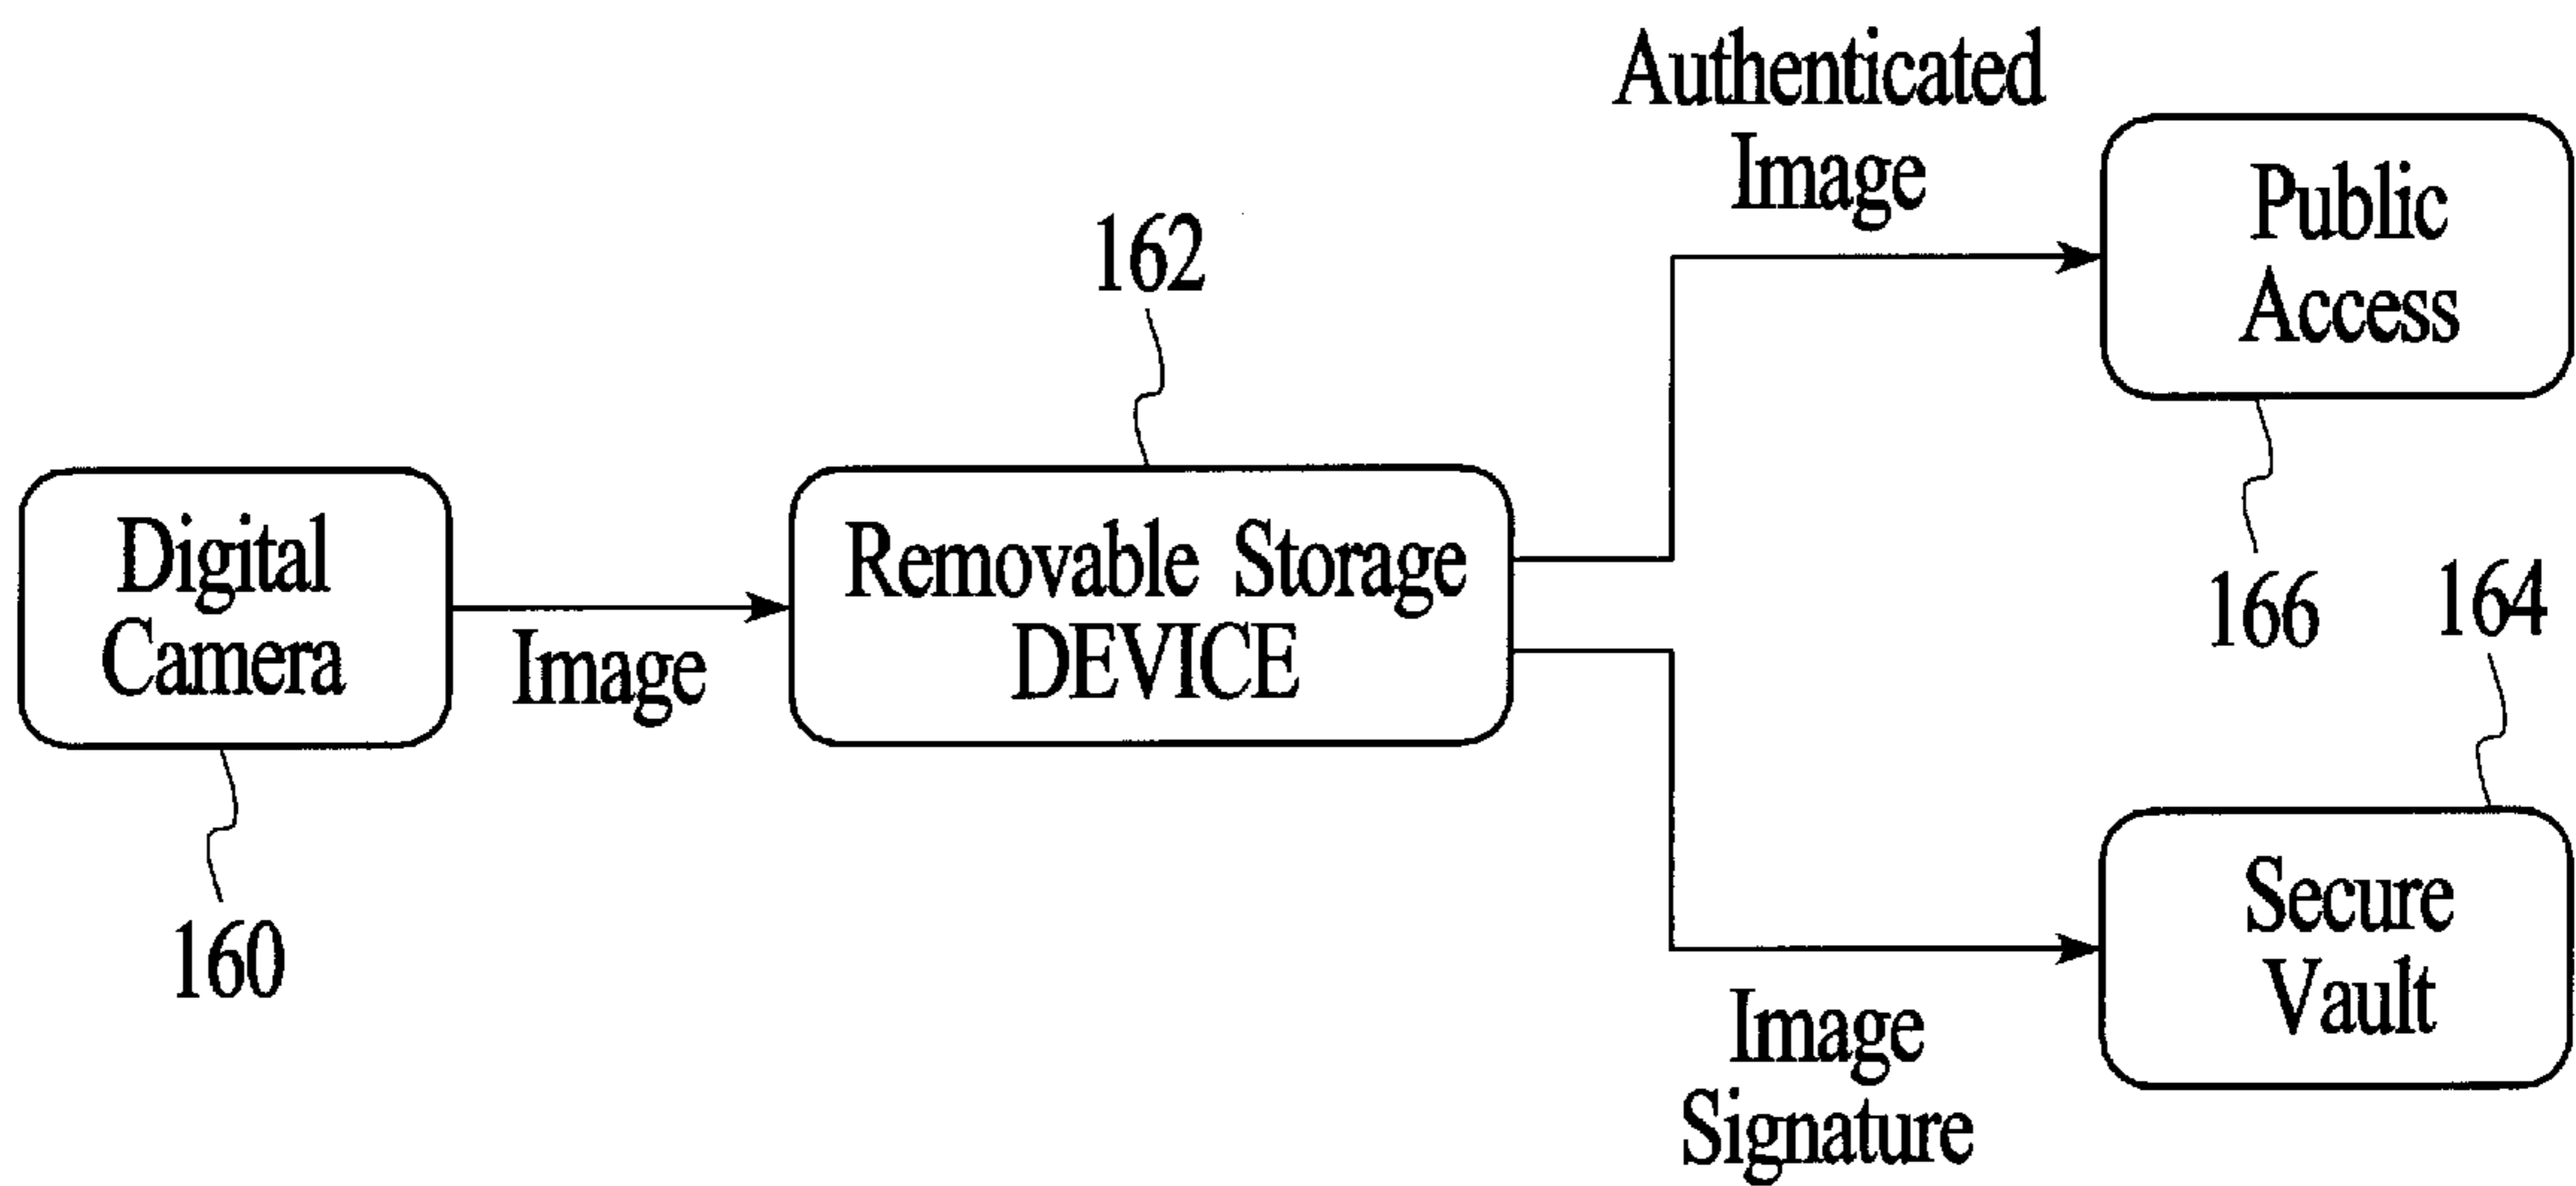 Authenticated
Image
Public
Access
162
166
164
Digital
Camera
Image
Removable Storage
DEVICE
160
Secure
Vault
Image
Signature